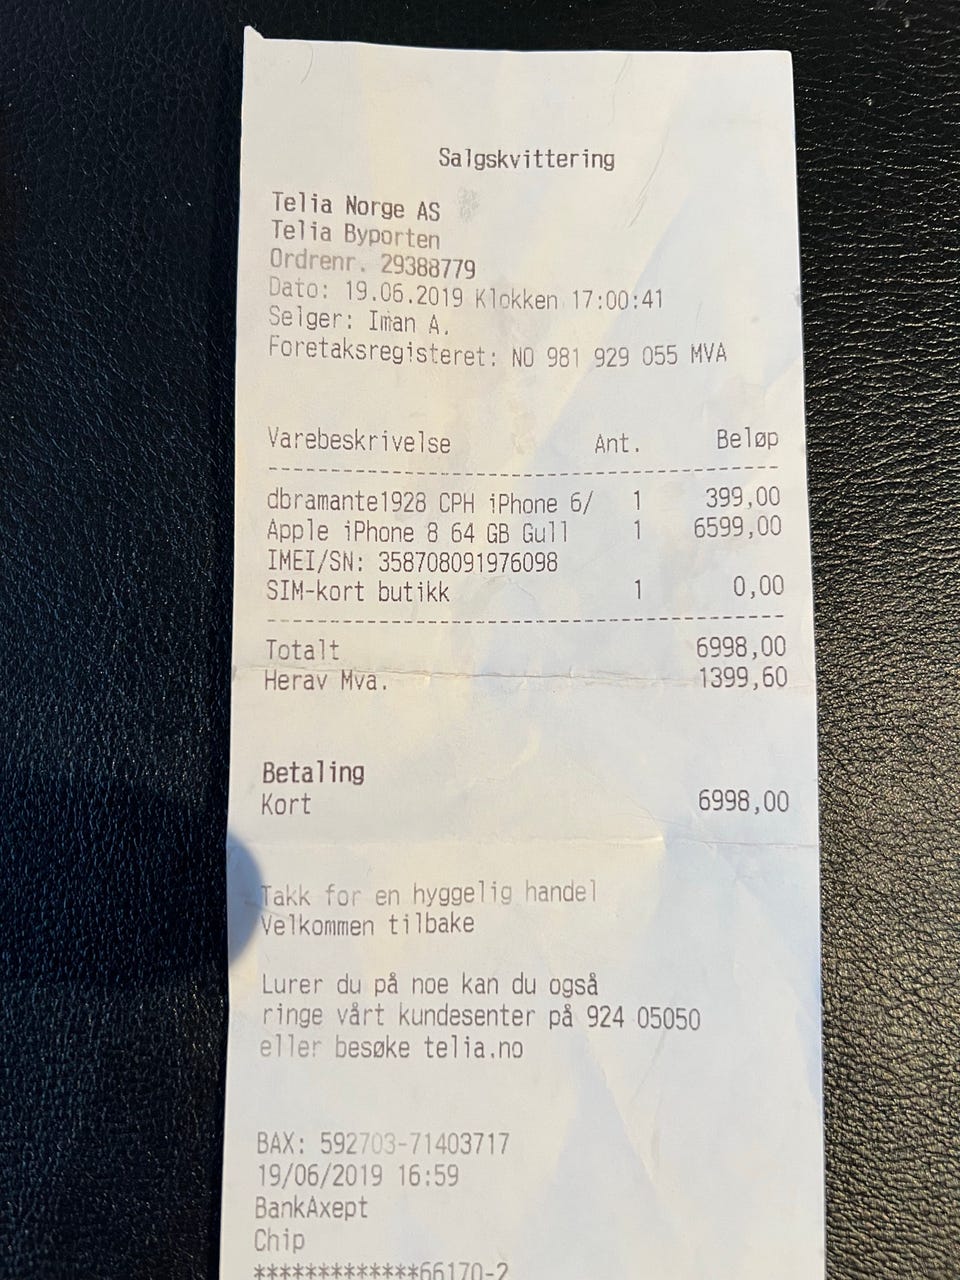 Salgskvittering
Telia Norge AS
Telia Byporten
Ordrenr. 29388779
Dato: 19.06.2019 Klokken 17:00:41
Selger: Iman A.
Foretaksregisteret: NO 981 929 055 MVA
Varebeskrivelse Ant. Beløp
dbramante1928 CPH iPhone 6/ 1 399,00
Apple iPhone 8 64 GB Gull 1 6599,00
IMEI/SN: 358708091976098
SIM-kort butikk 1 0,00
Totalt 6998,00
Herav Mva. 1399,60
Betaling
Kort 6998,00
Takk for en hyggelig handel
Velkommen tilbake
Lurer du på noe kan du også
ringe vårt kundesenter på 924 05050
eller besøke telia.no
BAX: 592703-71403717
19/06/2019 16:59
BankAxept
Chip
*************66170-2